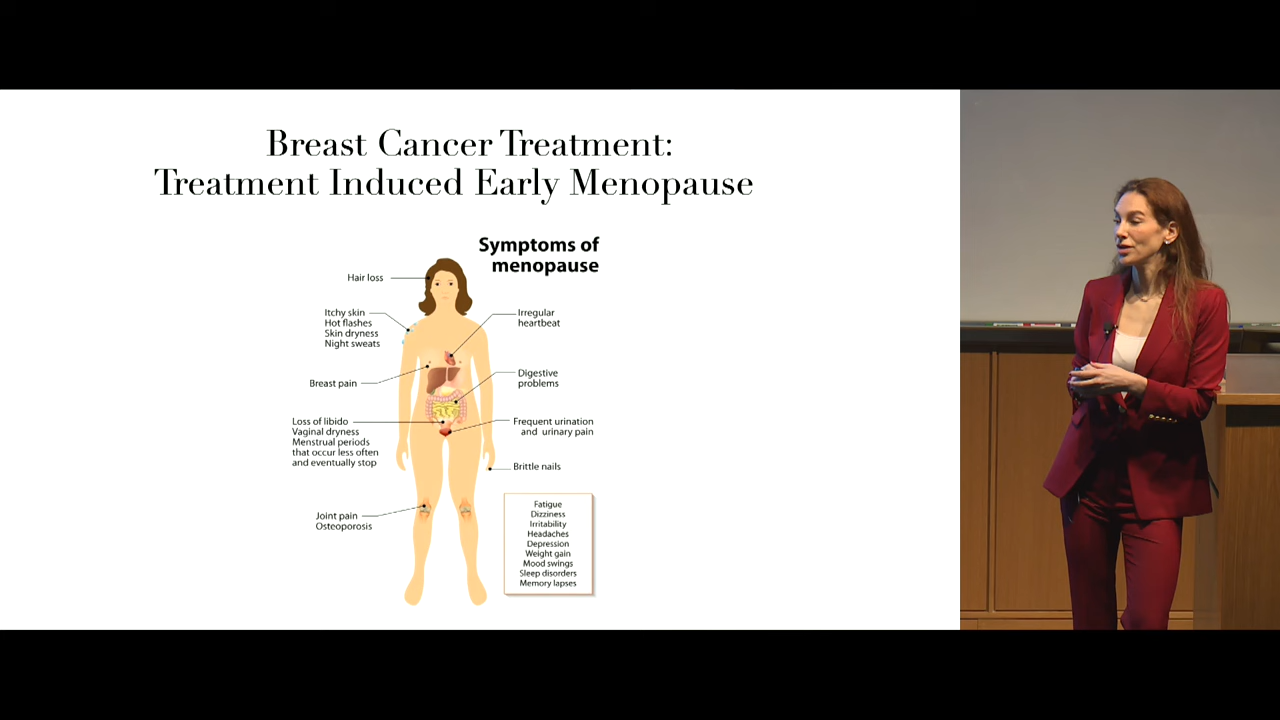 Breast Cancer Treatment:
Treatment Induced Early Menopause
Symptoms of
menopause
Hair loss
Itchy skin
Hot flashes
Skin dryness
Night sweats
Irregular
heartbeat
Breast pain
Digestive
problems
Loss of libido
Vaginal dryness
Menstrual periods
that occur less often
and eventually stop
Frequent urination
and urinary pain
Brittle nails
Joint pain
Osteoporosis
Fatigue
Dizziness
Irritability
Headaches
Depression
Weight gain
Mood swings
Sleep disorders
Memory lapses